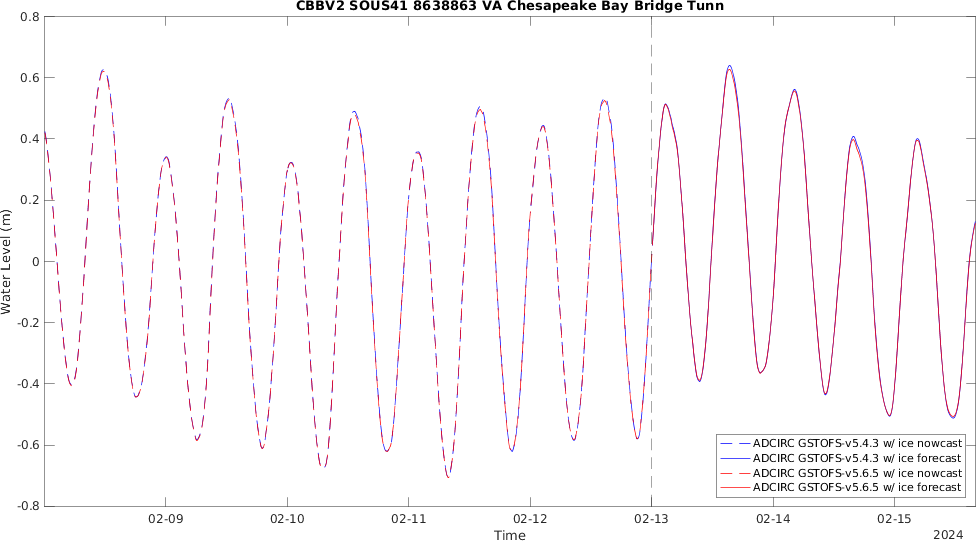 CBBV2 SOUS41 8638863 VA Chesapeake Bay Bridge Tunn
0.8
0.6
0.4
0.2
0
-0.2
-0.4
-0.6
-0.8
Water Level (m)
ADCIRC GSTOFS-v5.4.3 w/ ice nowcast
ADCIRC GSTOFS-v5.4.3 w/ ice forecast
ADCIRC GSTOFS-v5.6.5 w/ ice nowcast
ADCIRC GSTOFS-v5.6.5 w/ ice forecast
02-09 02-10 02-11 02-12 02-13 02-14 02-15
Time
2024